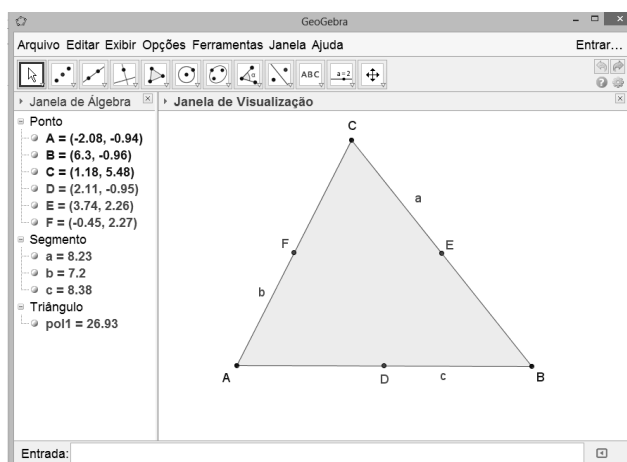 GeoGebra
Arquivo Editar Exibir Opções Ferramentas Janela Ajuda Entrar...
ABC a=2
Janela de Álgebra Janela de Visualização
Ponto
A = (-2.08, -0.94)
B = (6.3, -0.96)
C = (1.18, 5.48)
D = (2.11, -0.95)
E = (3.74, 2.26)
F = (-0.45, 2.27)
Segmento
a = 8.23
b = 7.2
c = 8.38
Triângulo
pol1 = 26.93
C
a
F E
b
A D c B
Entrada: